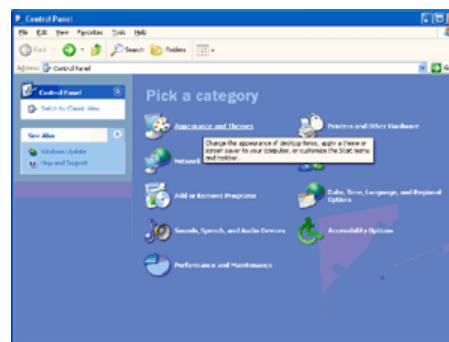 Control Panel
File Edit View Favorites Tools Help
Back Search Folders
Address Control Panel Go
Control Panel
Switch to Classic View
See Also
Windows Update
Help and Support
Pick a category
Appearance and Themes
Printers and Other Hardware
Change the appearance of desktop items, apply a theme or
screen saver to your computer, or customize the Start menu
and taskbar.
Network
Add or Remove Programs
Date, Time, Language, and Regional
Options
Sounds, Speech, and Audio Devices
Accessibility Options
Performance and Maintenance